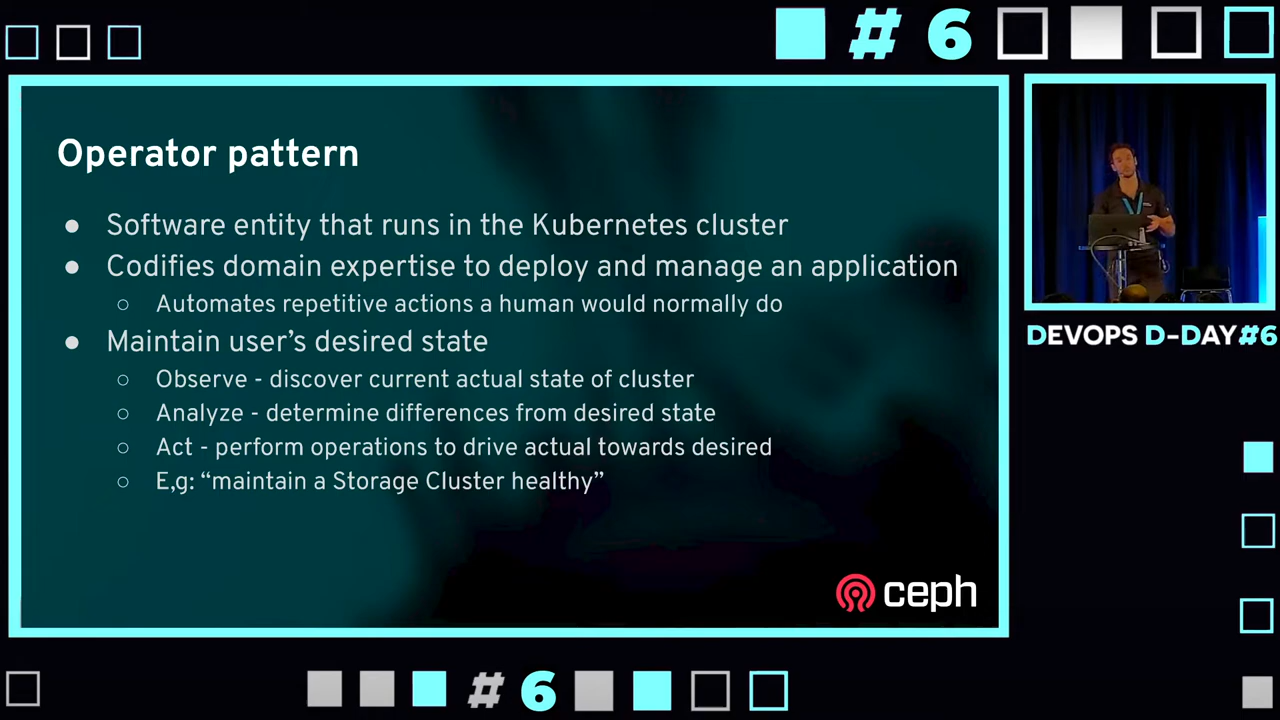 # 6
Operator pattern
● Software entity that runs in the Kubernetes cluster
● Codifies domain expertise to deploy and manage an application
○ Automates repetitive actions a human would normally do
● Maintain user’s desired state
○ Observe - discover current actual state of cluster
○ Analyze - determine differences from desired state
○ Act - perform operations to drive actual towards desired
○ E,g: “maintain a Storage Cluster healthy”
ceph
DEVOPS D-DAY#6
# 6